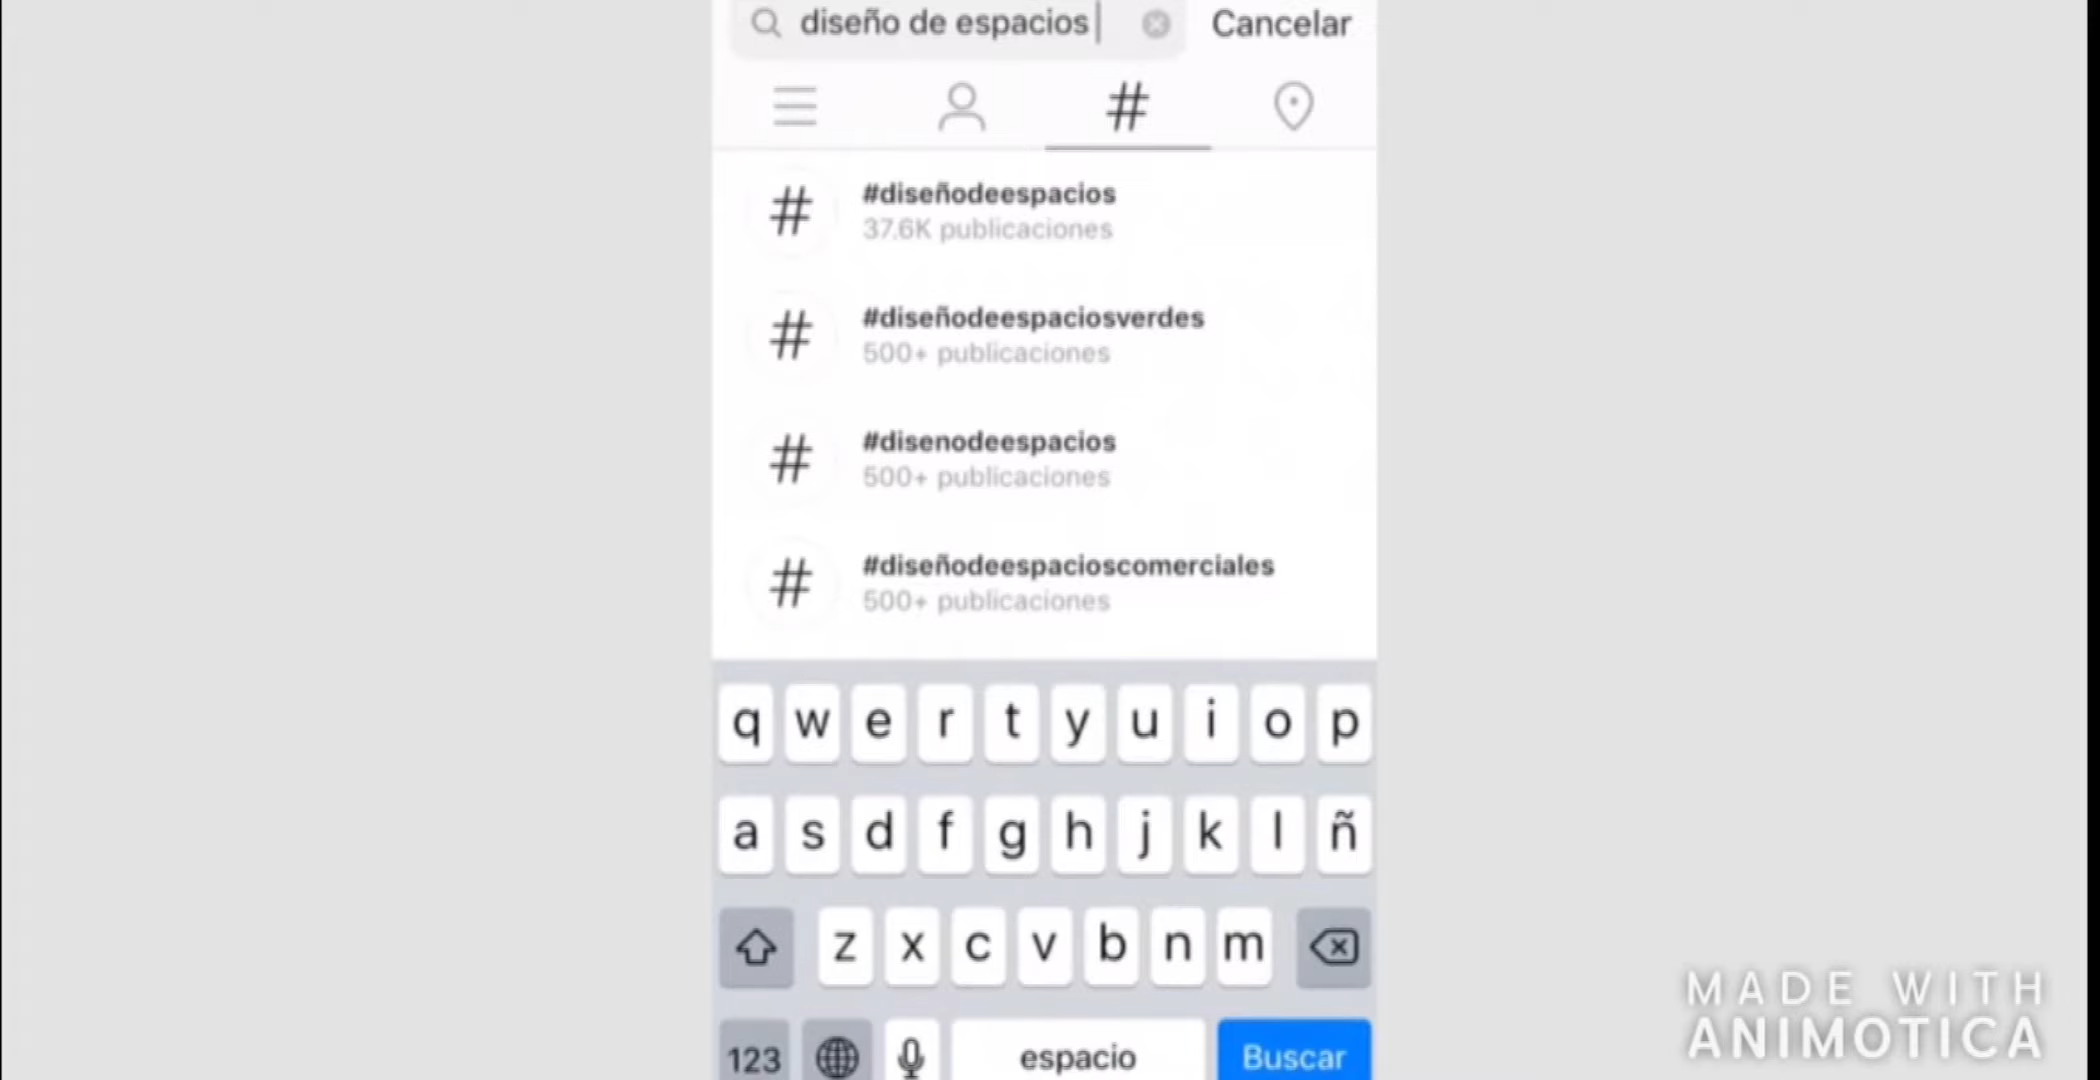 diseño de espacios
Cancelar
#
# #diseñodeespacios
37.6K publicaciones
# #diseñodeespaciosverdes
500+ publicaciones
# #disenodeespacios
500+ publicaciones
# #diseñodeespacioscomerciales
500+ publicaciones
q w e r t y u i o p
a s d f g h j k l ñ
z x c v b n m
123 espacio Buscar
MADE WITH
ANIMOTICA